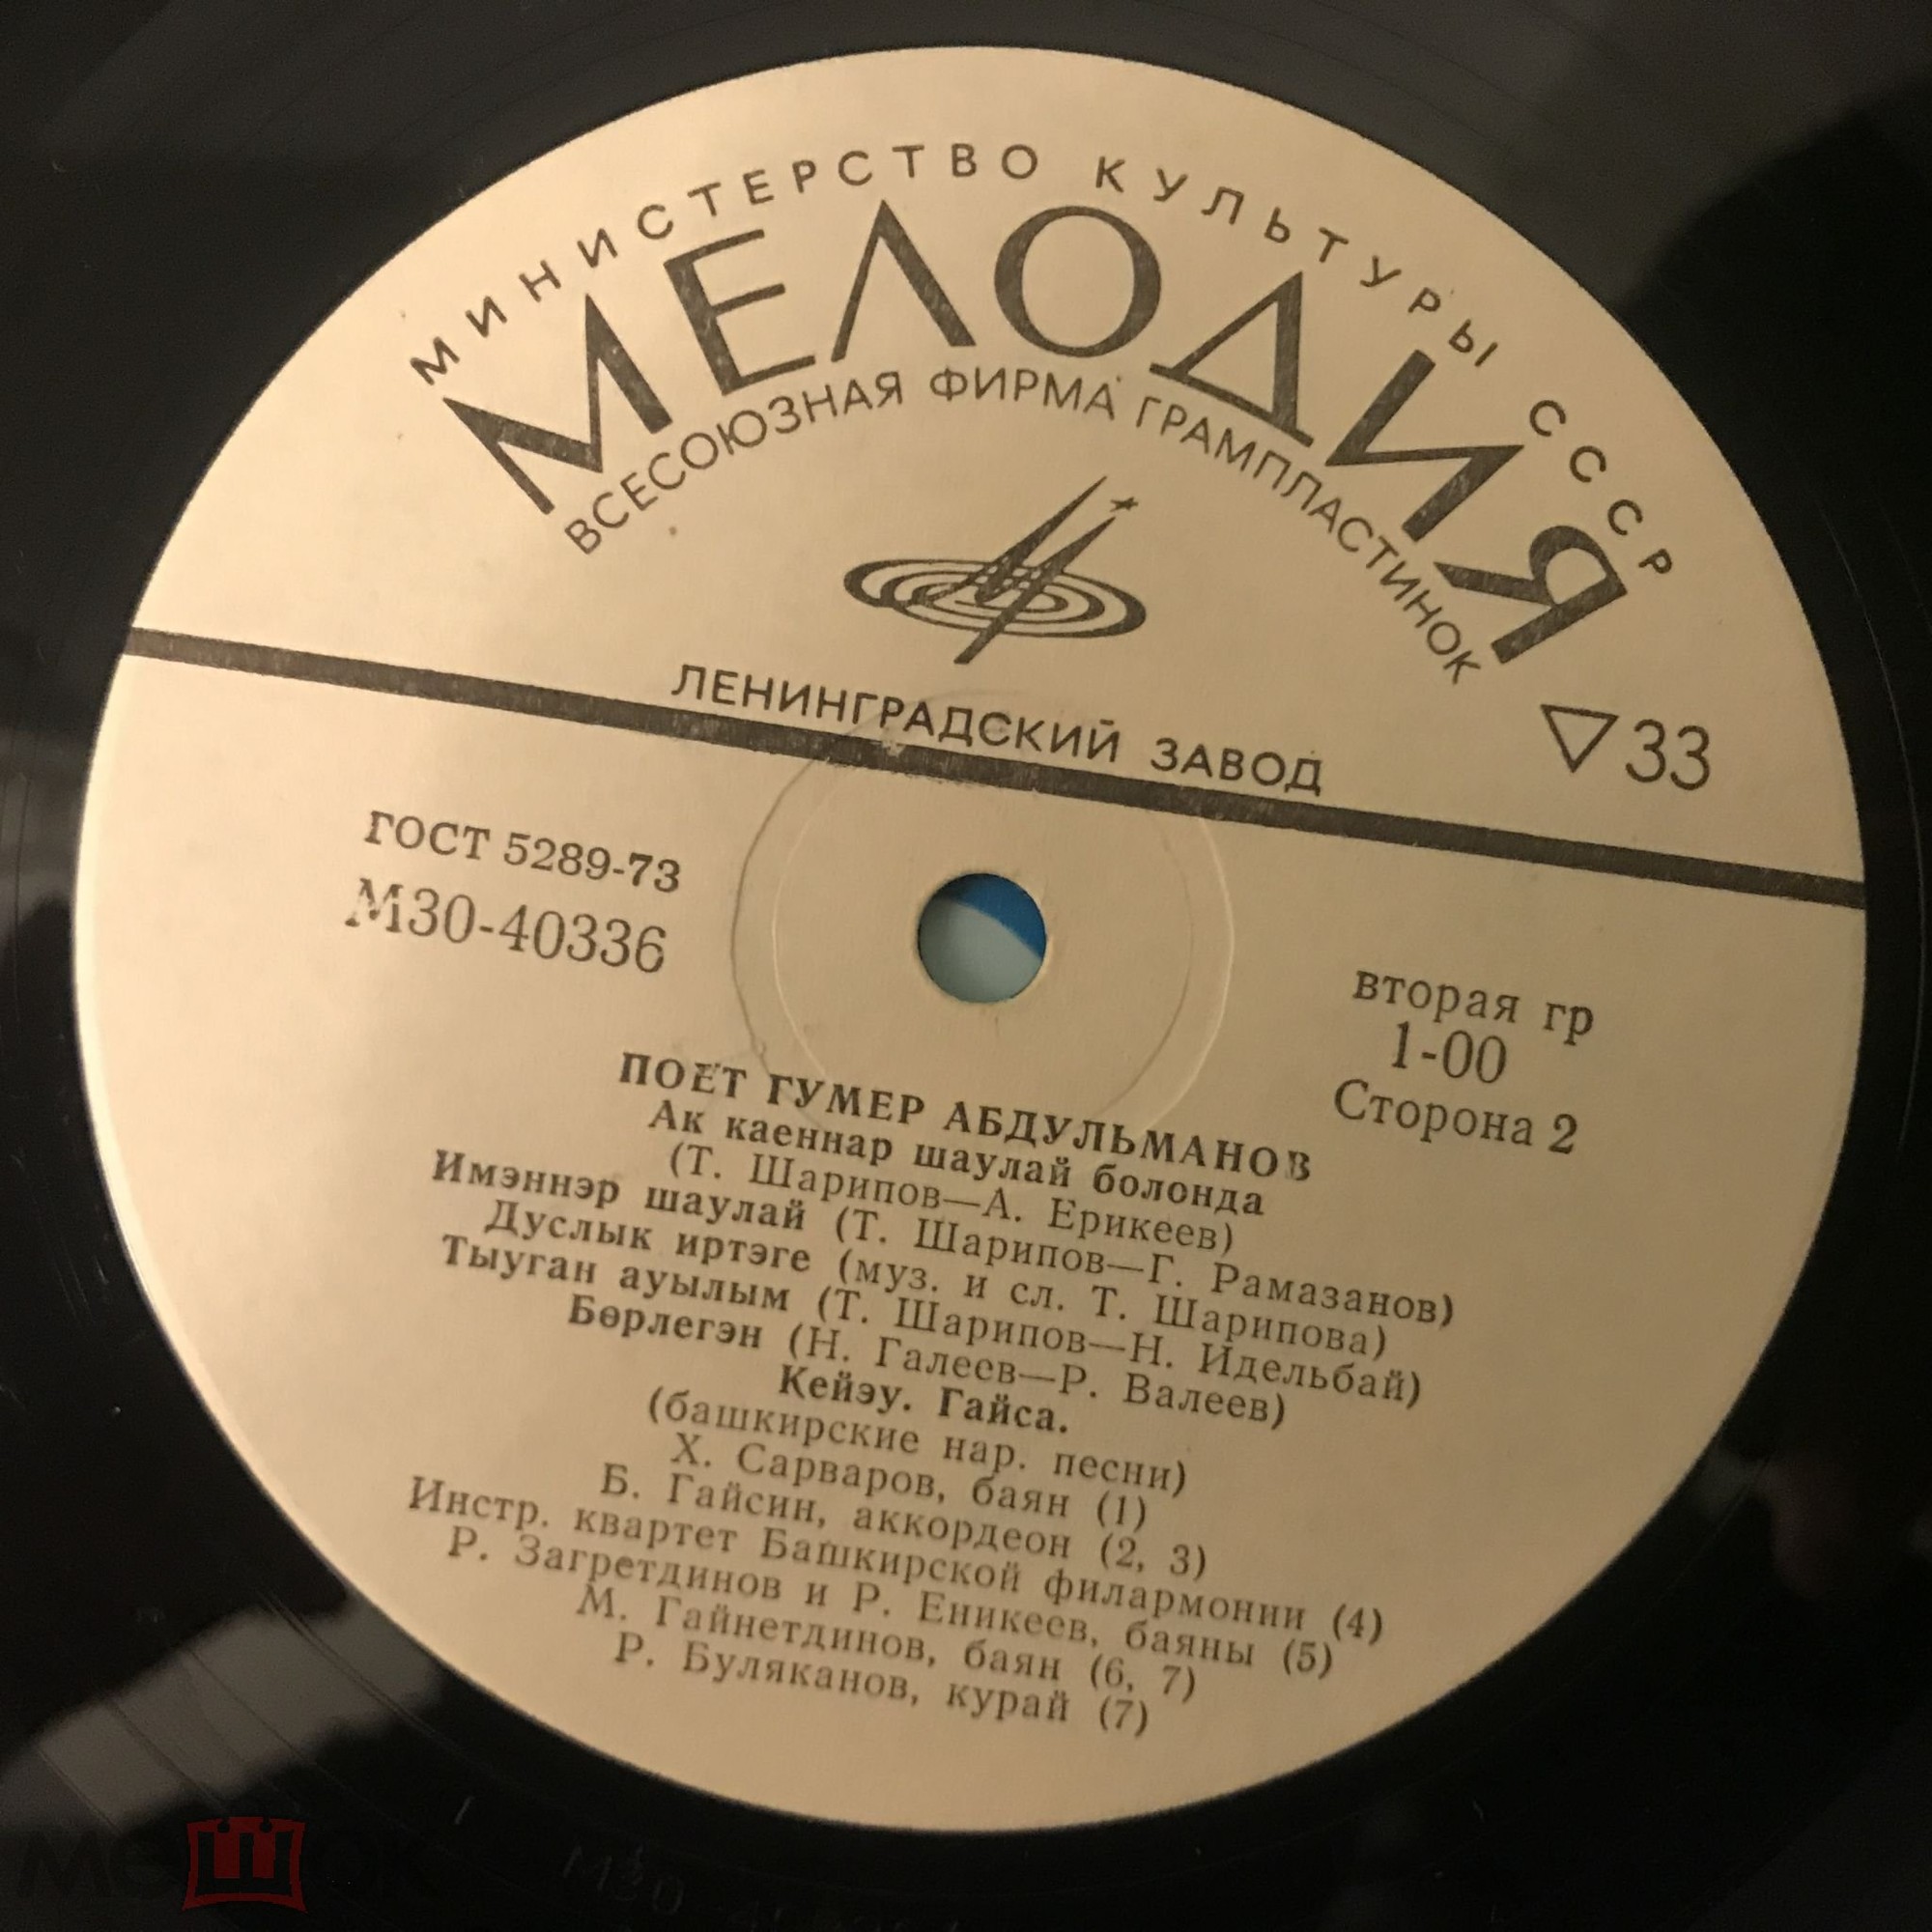 МИНИСТЕРСТВО КУЛЬТУРЫ СССР
МЕЛОДИЯ
ВСЕСОЮЗНАЯ ФИРМА ГРАМПЛАСТИНОК
ЛЕНИНГРАДСКИЙ ЗАВОД
▽33
ГОСТ 5289-73
М30-40336
вторая гр
1-00
Сторона 2
ПОЕТ ГУМЕР АБДУЛЬМАНОВ
Ак каеннар шаулай болонда
(Т. Шарипов—А. Ерикеев)
Имэннэр шаулай (Т. Шарипов—Г. Рамазанов)
Дуслык иртэге (муз. и сл. Т. Шарипова)
Тыуган ауылым (Т. Шарипов—Н. Идельбай)
Бөрлегэн (Н. Галеев—Р. Валеев)
Кейэу. Гайса.
(башкирские нар. песни)
Х. Сарваров, баян (1)
Б. Гайсин, аккордеон (2, 3)
Инстр. квартет Башкирской филармонии (4)
Р. Загретдинов и Р. Еникеев, баяны (5)
М. Гайнетдинов, баян (6, 7)
Р. Буляканов, курай (7)
мешок